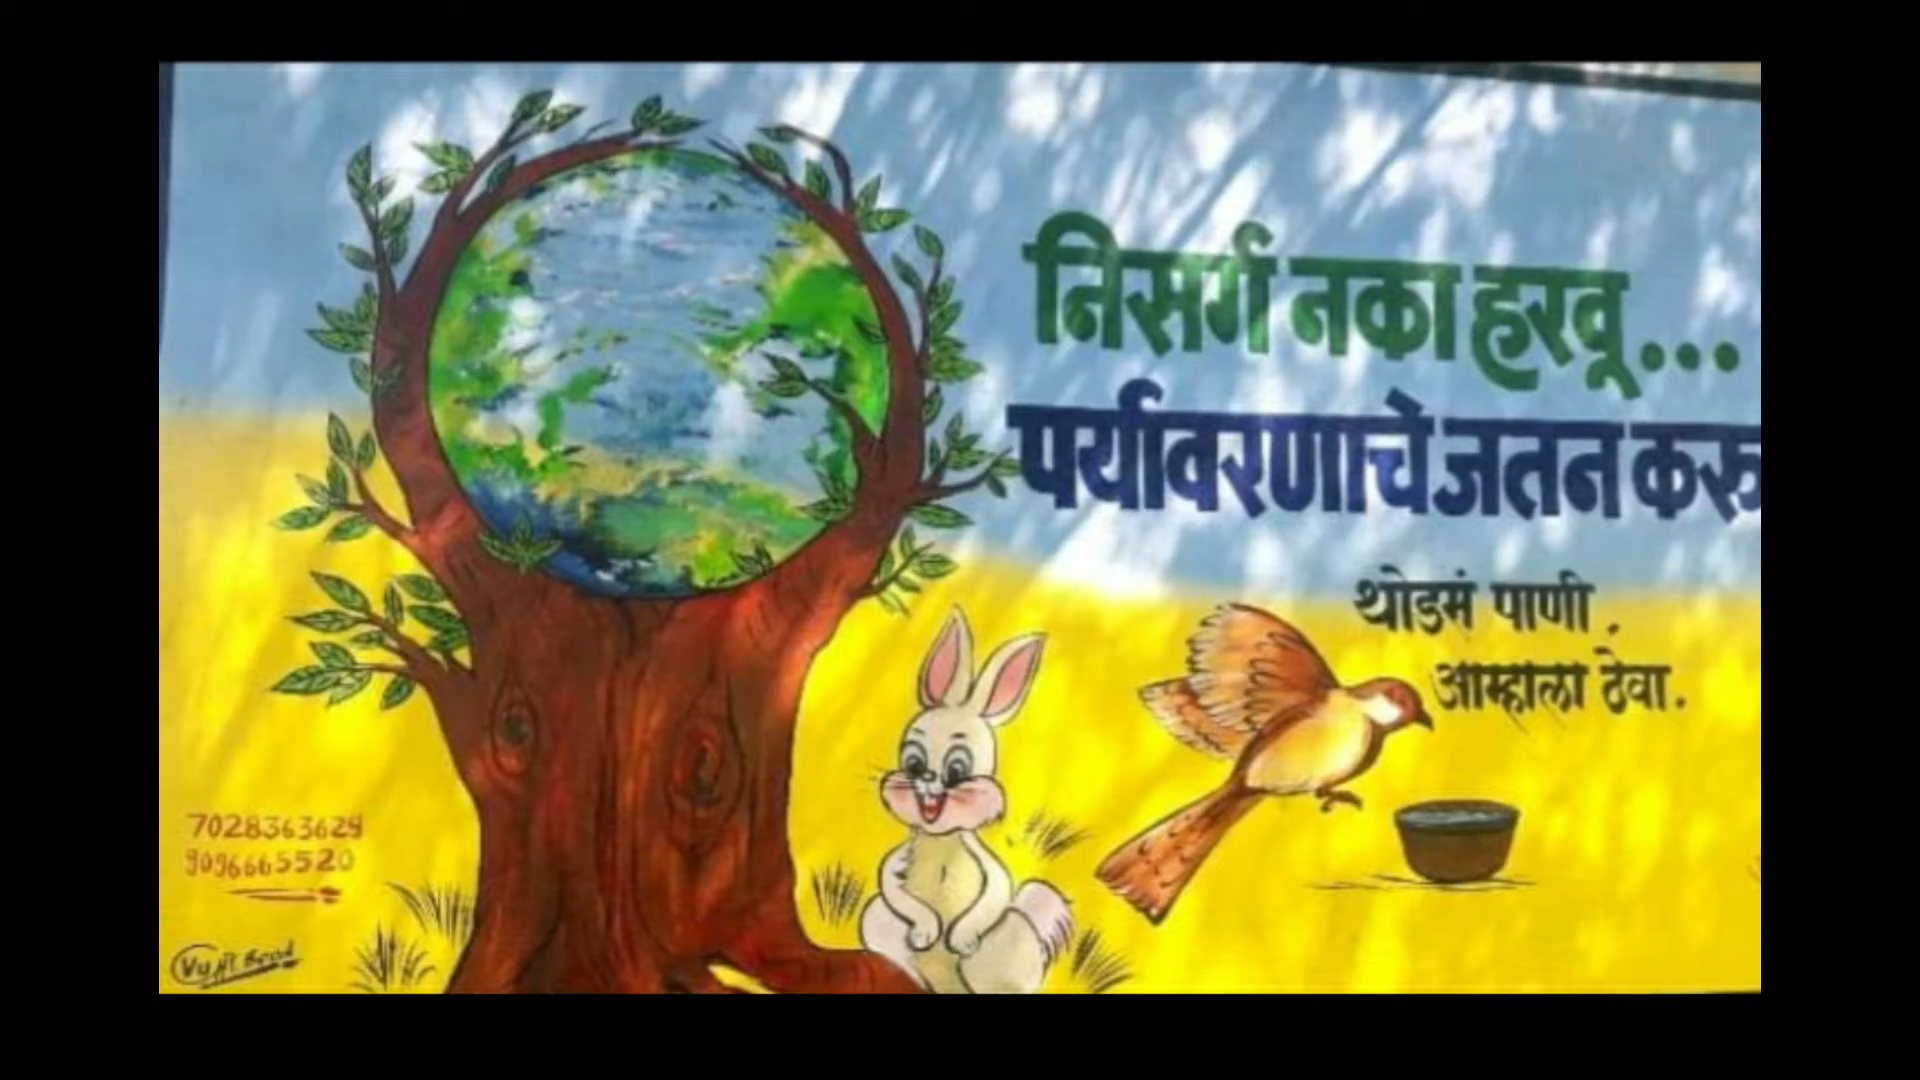 निसर्ग नका हरवू...
पर्यावरणाचे जतन करू
थोडसं पाणी.
आम्हाला ठेवा.
7028363629
9096665520